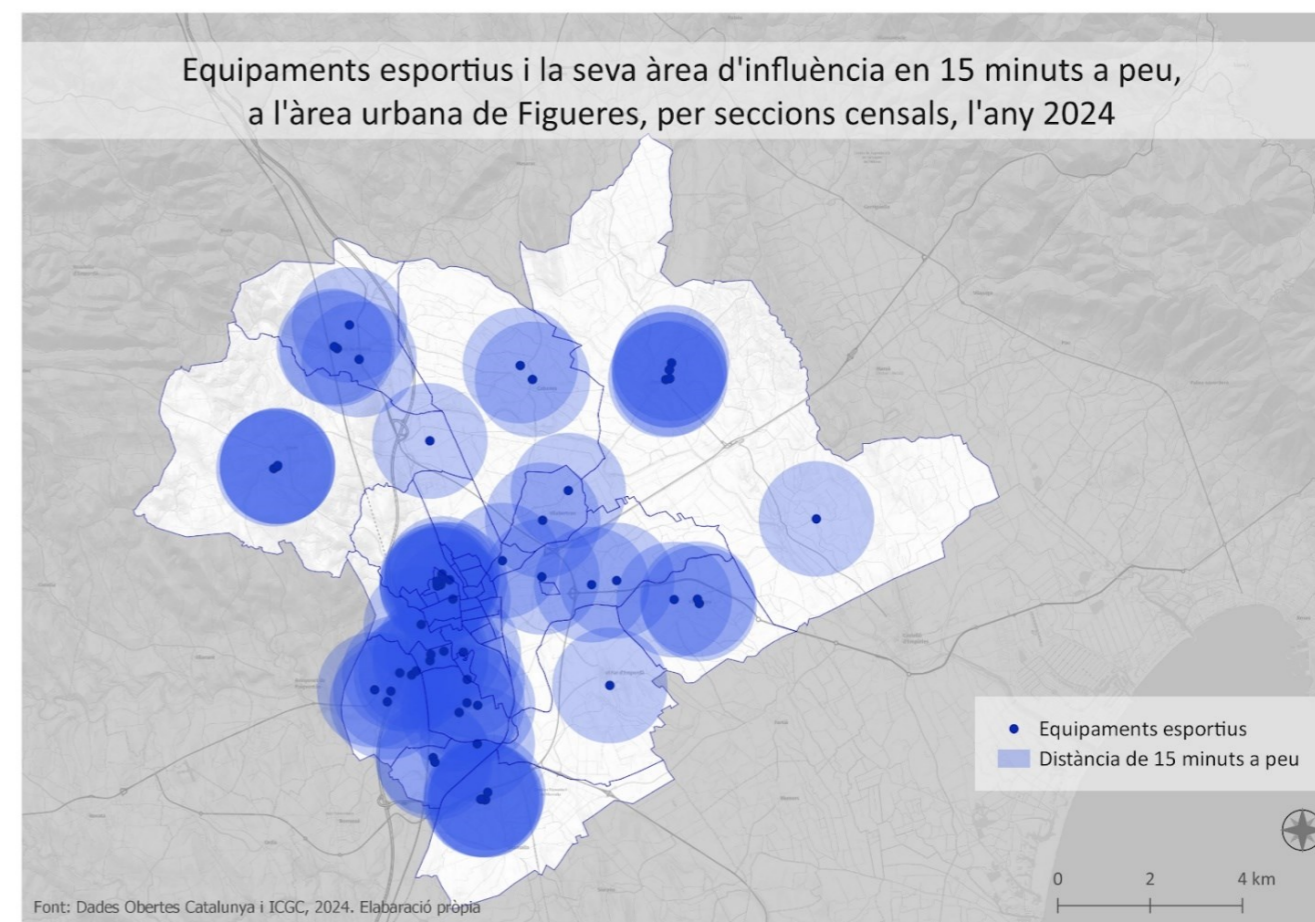 Equipaments esportius i la seva àrea d'influència en 15 minuts a peu,
a l'àrea urbana de Figueres, per seccions censals, l'any 2024
Equipaments esportius
Distància de 15 minuts a peu
0 2 4 km
Font: Dades Obertes Catalunya i ICGC, 2024. Elabaració pròpia